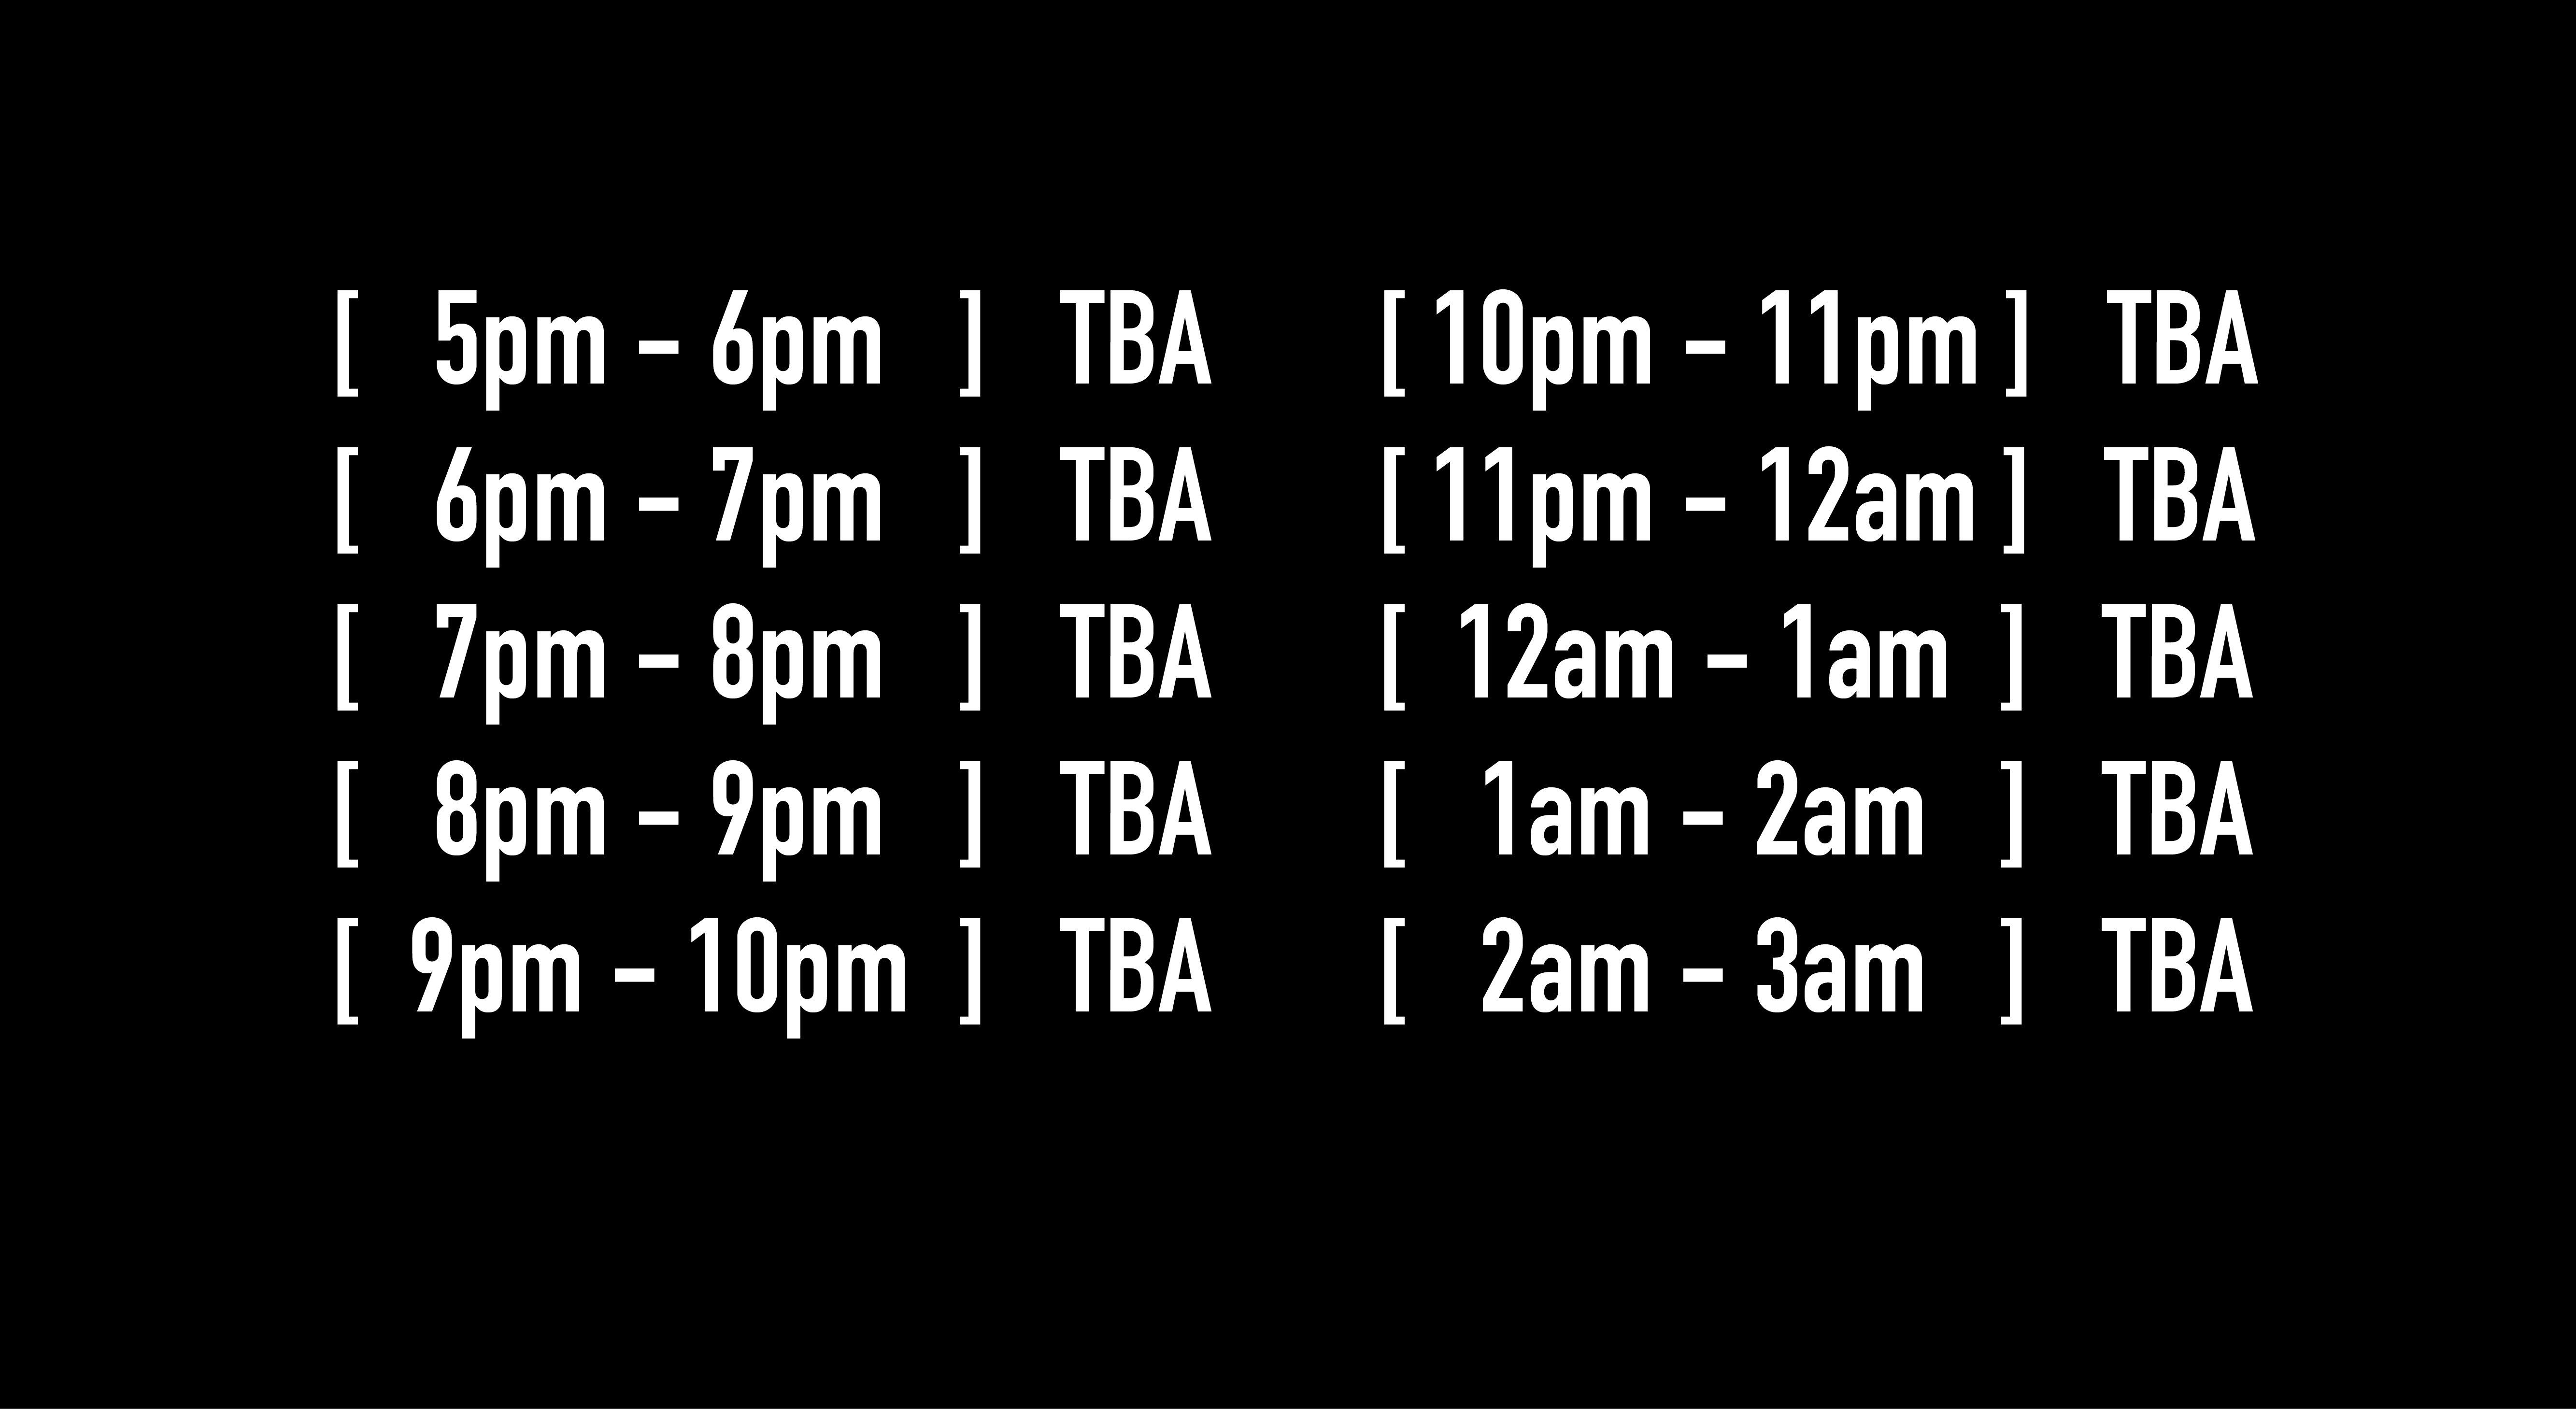 [ 5pm – 6pm ] TBA
[ 6pm – 7pm ] TBA
[ 7pm – 8pm ] TBA
[ 8pm – 9pm ] TBA
[ 9pm – 10pm ] TBA
[ 10pm – 11pm ] TBA
[ 11pm – 12am ] TBA
[ 12am – 1am ] TBA
[ 1am – 2am ] TBA
[ 2am – 3am ] TBA